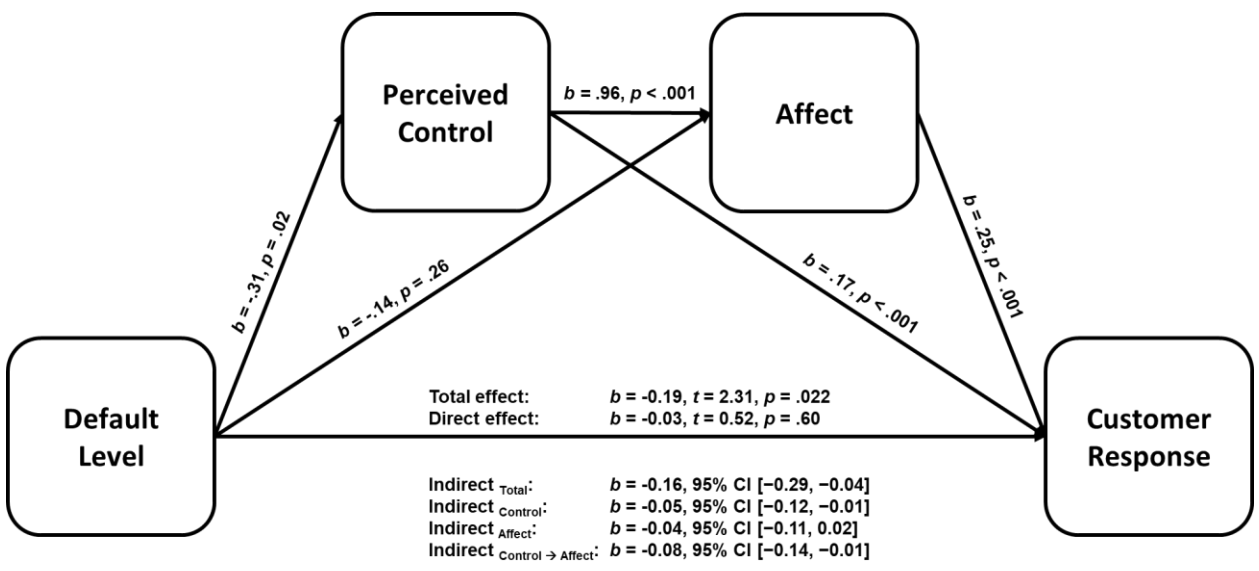 Perceived
Control
b = .96, p < .001
Affect
b = -.31, p = .02
b = -.14, p = .26
b = .17, p < .001
b = .25, p < .001
Default
Level
Total effect: b = -0.19, t = 2.31, p = .022
Direct effect: b = -0.03, t = 0.52, p = .60
Customer
Response
Indirect Total: b = -0.16, 95% CI [−0.29, −0.04]
Indirect Control: b = -0.05, 95% CI [−0.12, −0.01]
Indirect Affect: b = -0.04, 95% CI [−0.11, 0.02]
Indirect Control → Affect: b = -0.08, 95% CI [−0.14, −0.01]